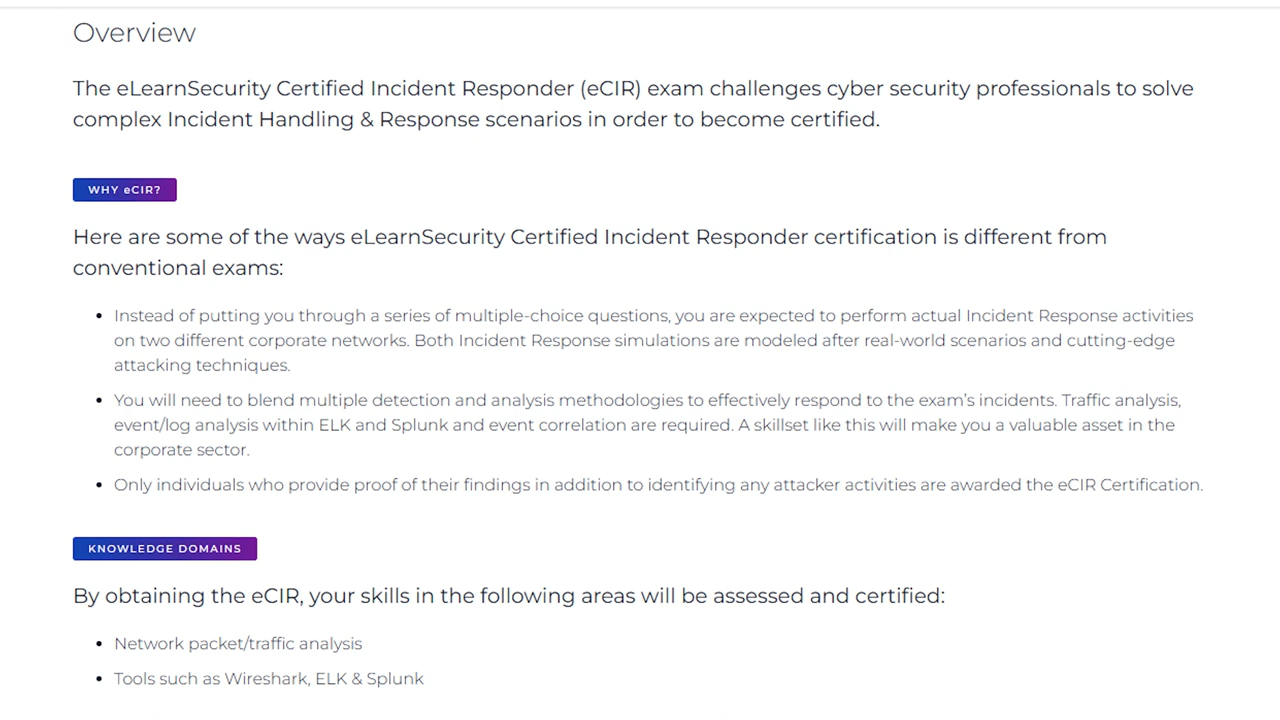 Overview
The eLearnSecurity Certified Incident Responder (eCIR) exam challenges cyber security professionals to solve
complex Incident Handling & Response scenarios in order to become certified.
WHY eCIR?
Here are some of the ways eLearnSecurity Certified Incident Responder certification is different from
conventional exams:
• Instead of putting you through a series of multiple-choice questions, you are expected to perform actual Incident Response activities
on two different corporate networks. Both Incident Response simulations are modeled after real-world scenarios and cutting-edge
attacking techniques.
• You will need to blend multiple detection and analysis methodologies to effectively respond to the exam's incidents. Traffic analysis,
event/log analysis within ELK and Splunk and event correlation are required. A skillset like this will make you a valuable asset in the
corporate sector.
• Only individuals who provide proof of their findings in addition to identifying any attacker activities are awarded the eCIR Certification.
KNOWLEDGE DOMAINS
By obtaining the eCIR, your skills in the following areas will be assessed and certified:
• Network packet/traffic analysis
• Tools such as Wireshark, ELK & Splunk